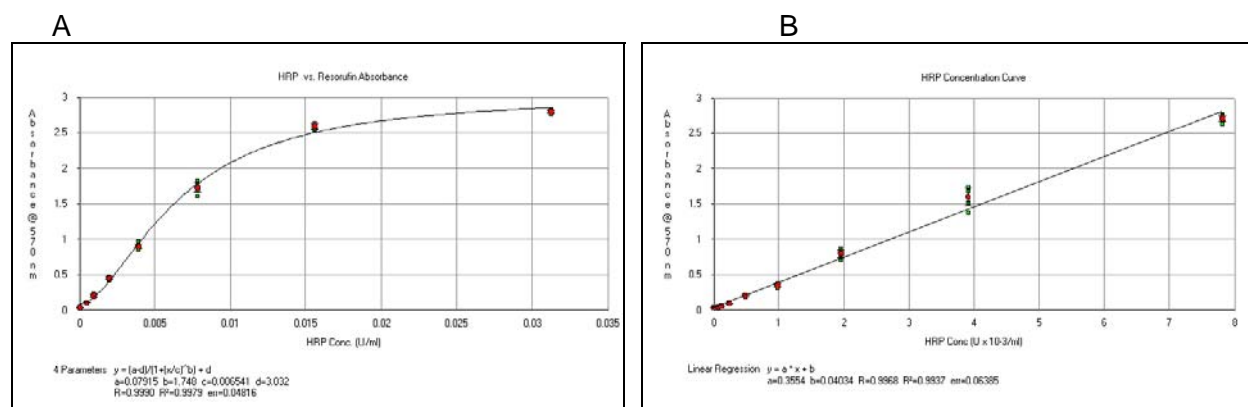 A
B
HRP vs. Resorufin Absorbance
Absorbance @ 570 nm
3
2.5
2
1.5
1
0.5
0
0 0.005 0.01 0.015 0.02 0.025 0.03 0.035
HRP Conc. (U/ml)
4 Parameters y = (a-d)/(1+(x/c)^b) + d
a=0.07915 b=1.748 c=0.006541 d=3.032
R=0.9990 R²=0.9979 err=0.04816
HRP Concentration Curve
Absorbance @ 570 nm
3
2.5
2
1.5
1
0.5
0
0 1 2 3 4 5 6 7 8
HRP Conc (U x 10-3/ml)
Linear Regression y = a * x + b
a=0.3554 b=0.04034 R=0.9968 R²=0.9937 err=0.06385